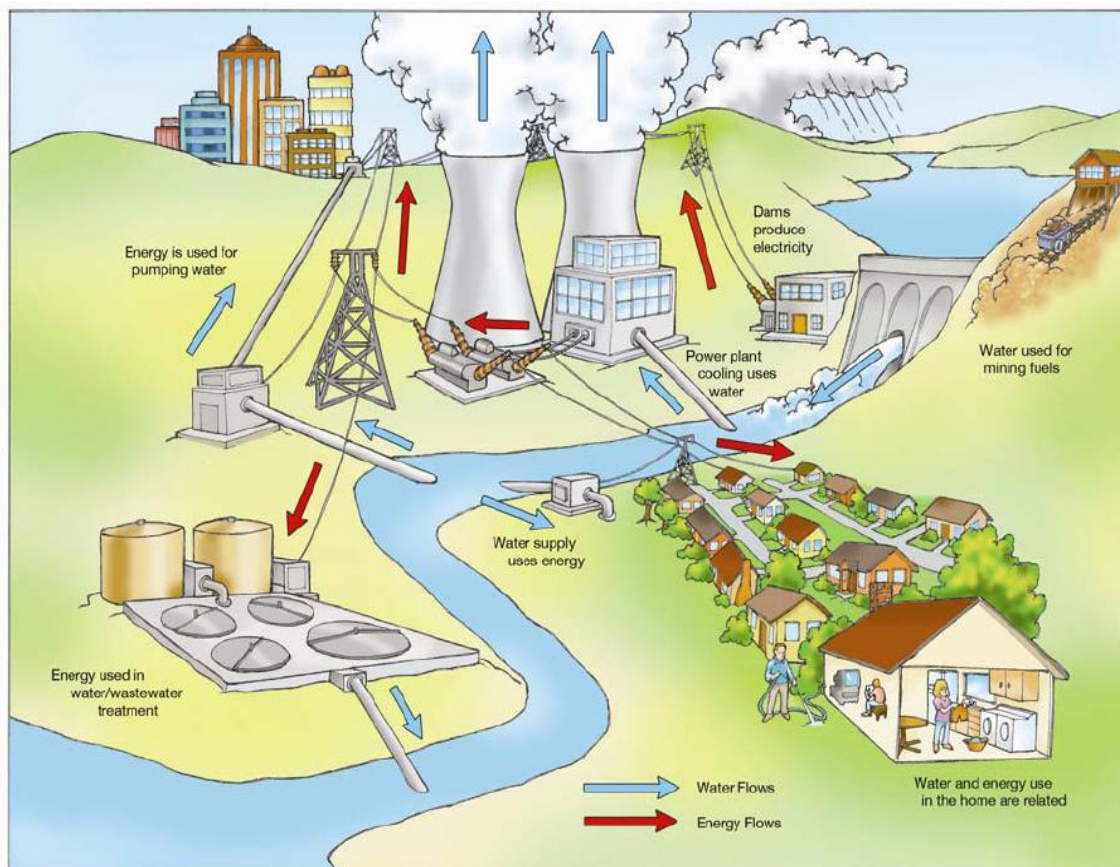 Dams
produce
electricity
Energy is used for
pumping water
Power plant
cooling uses
water
Water used for
mining fuels
Water supply
uses energy
Energy used in
water/wastewater
treatment
Water Flows
Energy Flows
Water and energy use
in the home are related